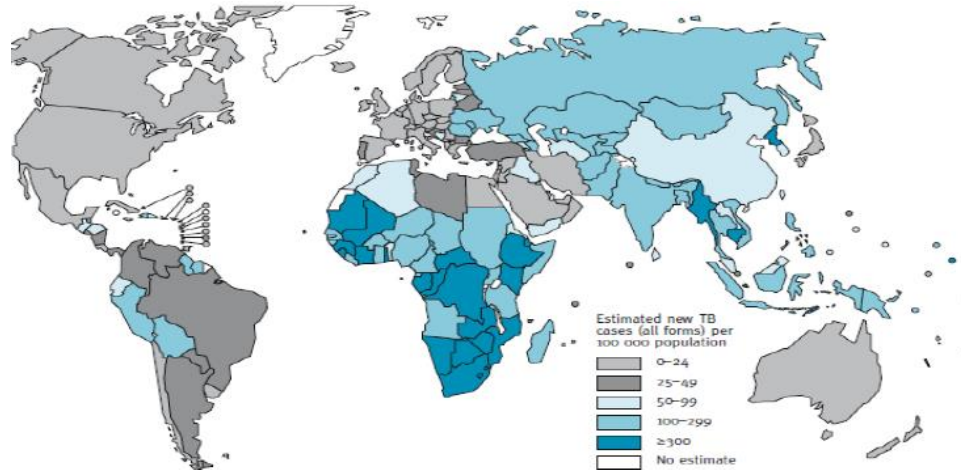 Estimated new TB
cases (all forms) per
100 000 population
0–24
25–49
50–99
100–299
≥300
No estimate